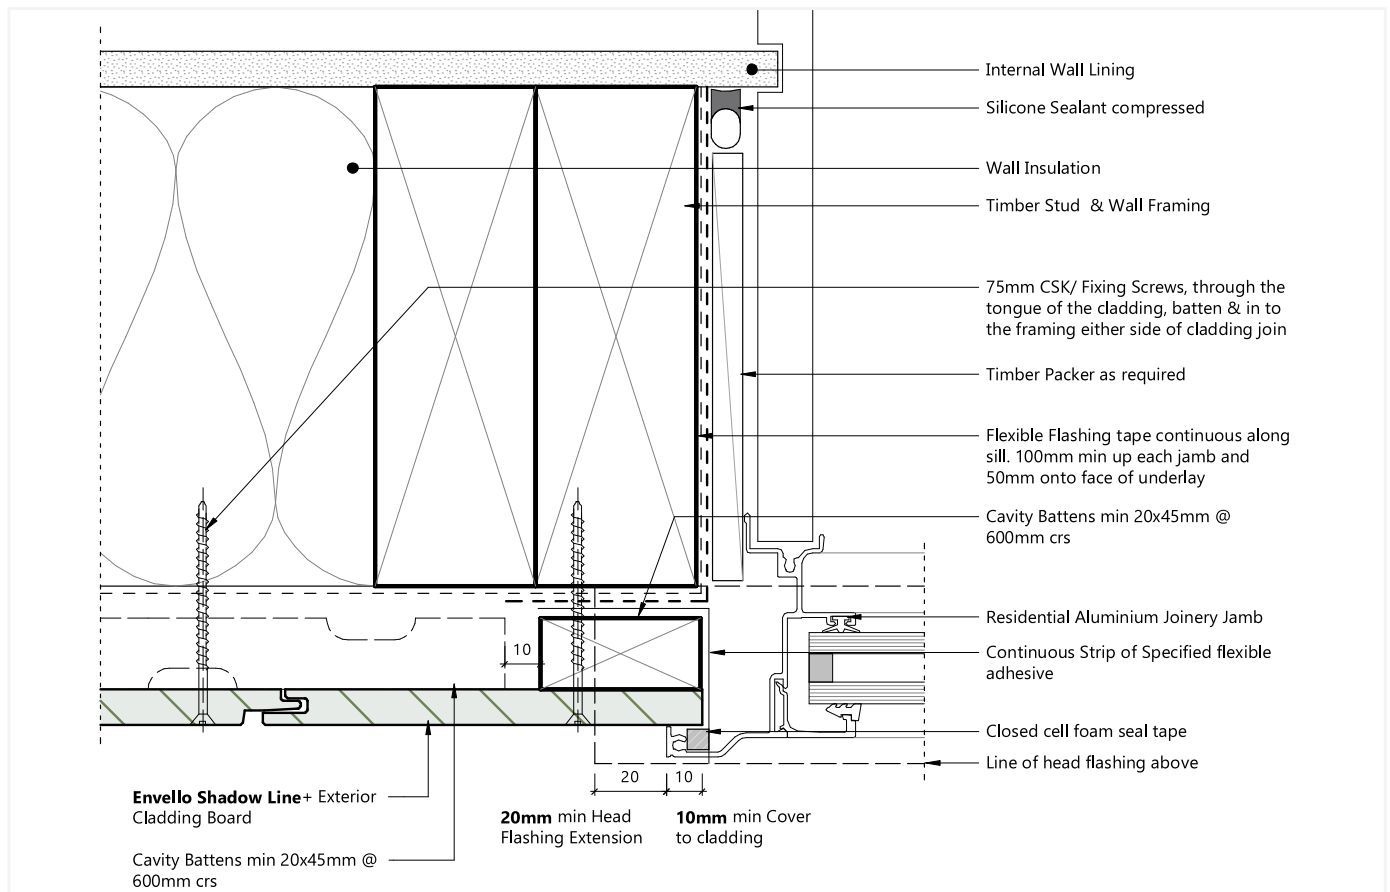 Internal Wall Lining
Silicone Sealant compressed
Wall Insulation
Timber Stud & Wall Framing
75mm CSK/ Fixing Screws, through the
tongue of the cladding, batten & in to
the framing either side of cladding join
Timber Packer as required
Flexible Flashing tape continuous along
sill. 100mm min up each jamb and
50mm onto face of underlay
Cavity Battens min 20x45mm @
600mm crs
Residential Aluminium Joinery Jamb
Continuous Strip of Specified flexible
adhesive
Closed cell foam seal tape
Line of head flashing above
10
20
10
Envello Shadow Line+ Exterior
Cladding Board
Cavity Battens min 20x45mm @
600mm crs
20mm min Head
Flashing Extension
10mm min Cover
to cladding